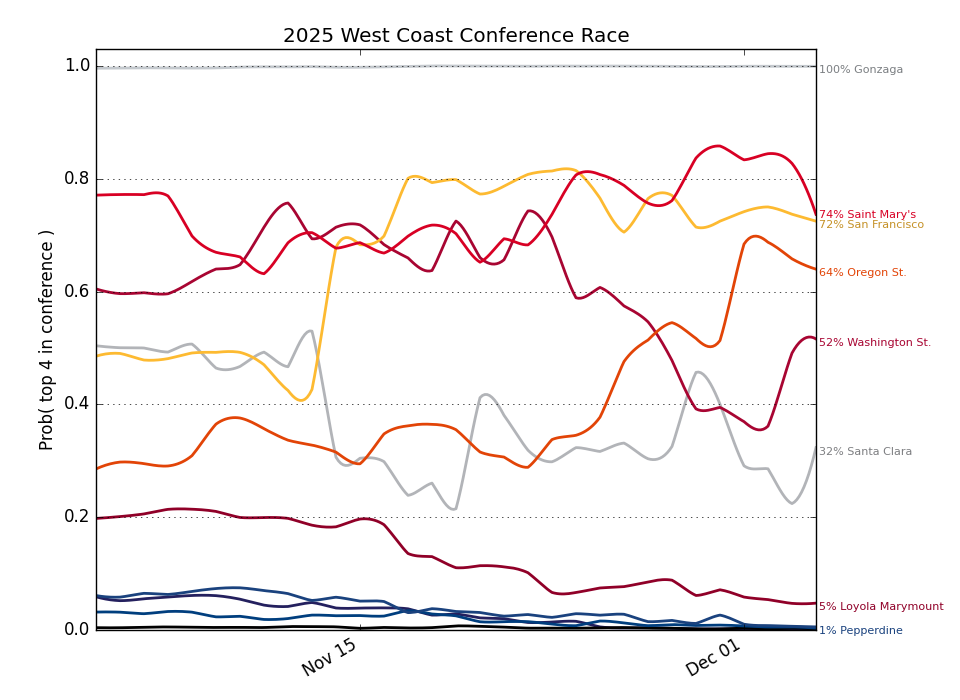 2025 West Coast Conference Race
Prob( top 4 in conference )
1.0
0.8
0.6
0.4
0.2
0.0
Nov 15
Dec 01
100% Gonzaga
74% Saint Mary's
72% San Francisco
64% Oregon St.
52% Washington St.
32% Santa Clara
5% Loyola Marymount
1% Pepperdine